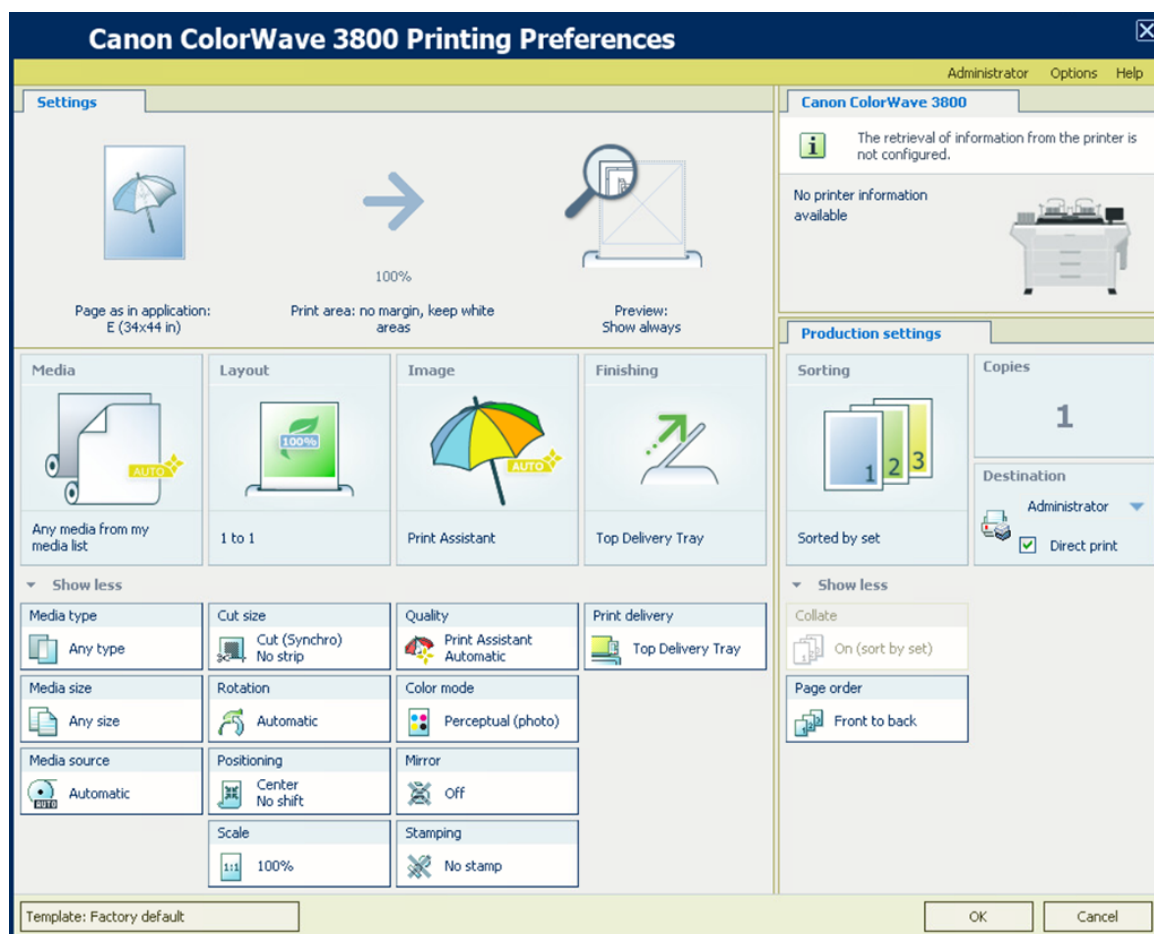 Canon ColorWave 3800 Printing Preferences
Administrator Options Help
Settings
100%
Page as in application:
E (34x44 in)
Print area: no margin, keep white
areas
Preview:
Show always
Canon ColorWave 3800
The retrieval of information from the printer is
not configured.
No printer information
available
Media
AUTO
Any media from my
media list
Layout
100%
1 to 1
Image
AUTO
Print Assistant
Finishing
Top Delivery Tray
Production settings
Sorting
1 2 3
Sorted by set
Copies
1
Destination
Administrator
Direct print
Show less
Media type
Any type
Cut size
Cut (Synchro)
No strip
Quality
Print Assistant
Automatic
Print delivery
Top Delivery Tray
Media size
Any size
Rotation
Automatic
Color mode
Perceptual (photo)
Media source
AUTO
Automatic
Positioning
Center
No shift
Mirror
Off
Scale
1:1
100%
Stamping
No stamp
Show less
Collate
On (sort by set)
Page order
Front to back
Template: Factory default
OK
Cancel